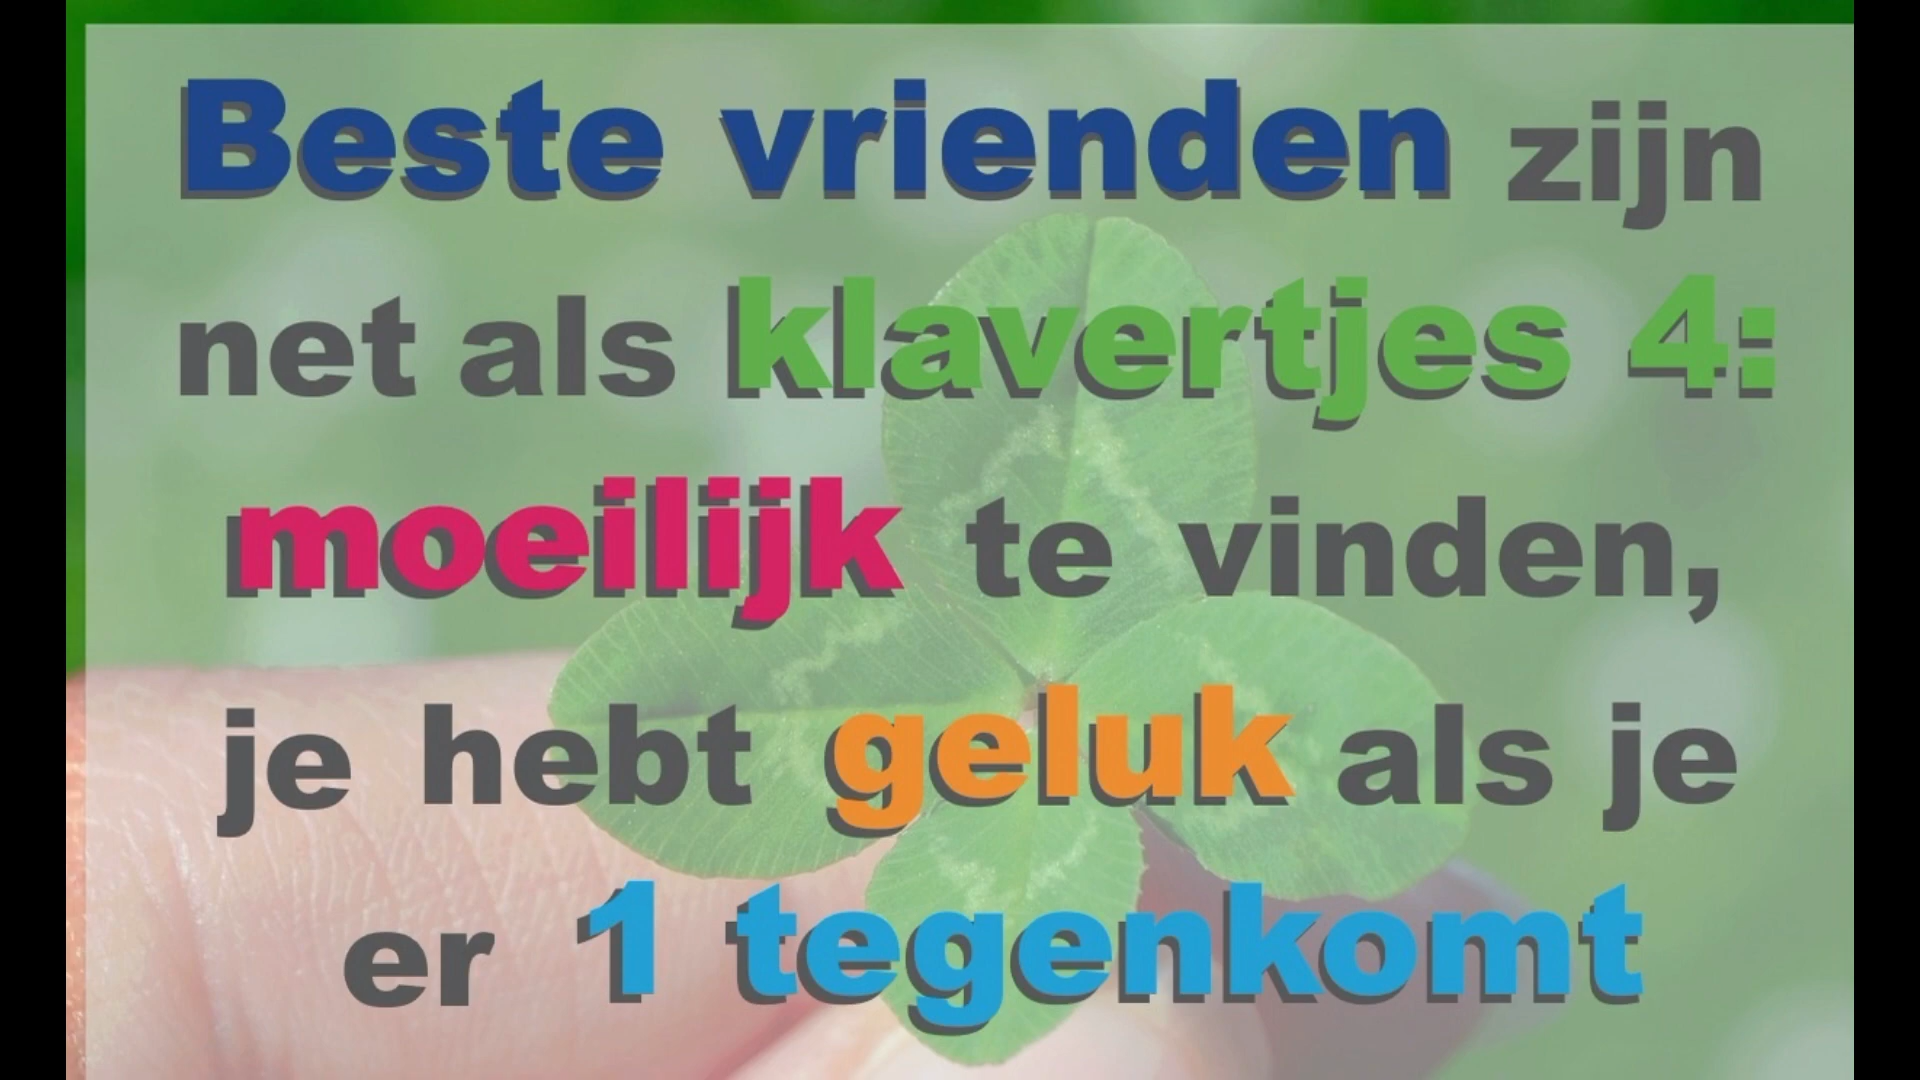 Beste vrienden zijn
net als klavertjes 4:
moeilijk te vinden,
je hebt geluk als je
er 1 tegenkomt